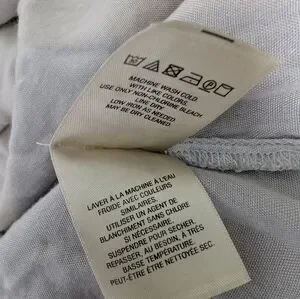 MACHINE WASH COLD
WITH LIKE COLORS.
USE ONLY NON-CHLORINE BLEACH
LINE DRY
LOW IRON AS NEEDED
MAY BE DRY CLEANED.
LAVER À LA MACHINE À L'EAU
FROIDE AVEC COULEURS
SIMILAIRES.
UTILISER UN AGENT DE
BLANCHIMENT SANS CHLORE
SI NÉCESSAIRE.
SUSPENDRE POUR SÉCHER.
REPASSER, AU BESOIN, À TRÈS
BASSE TEMPÉRATURE.
PEUT-ÊTRE NETTOYÉ SEC.